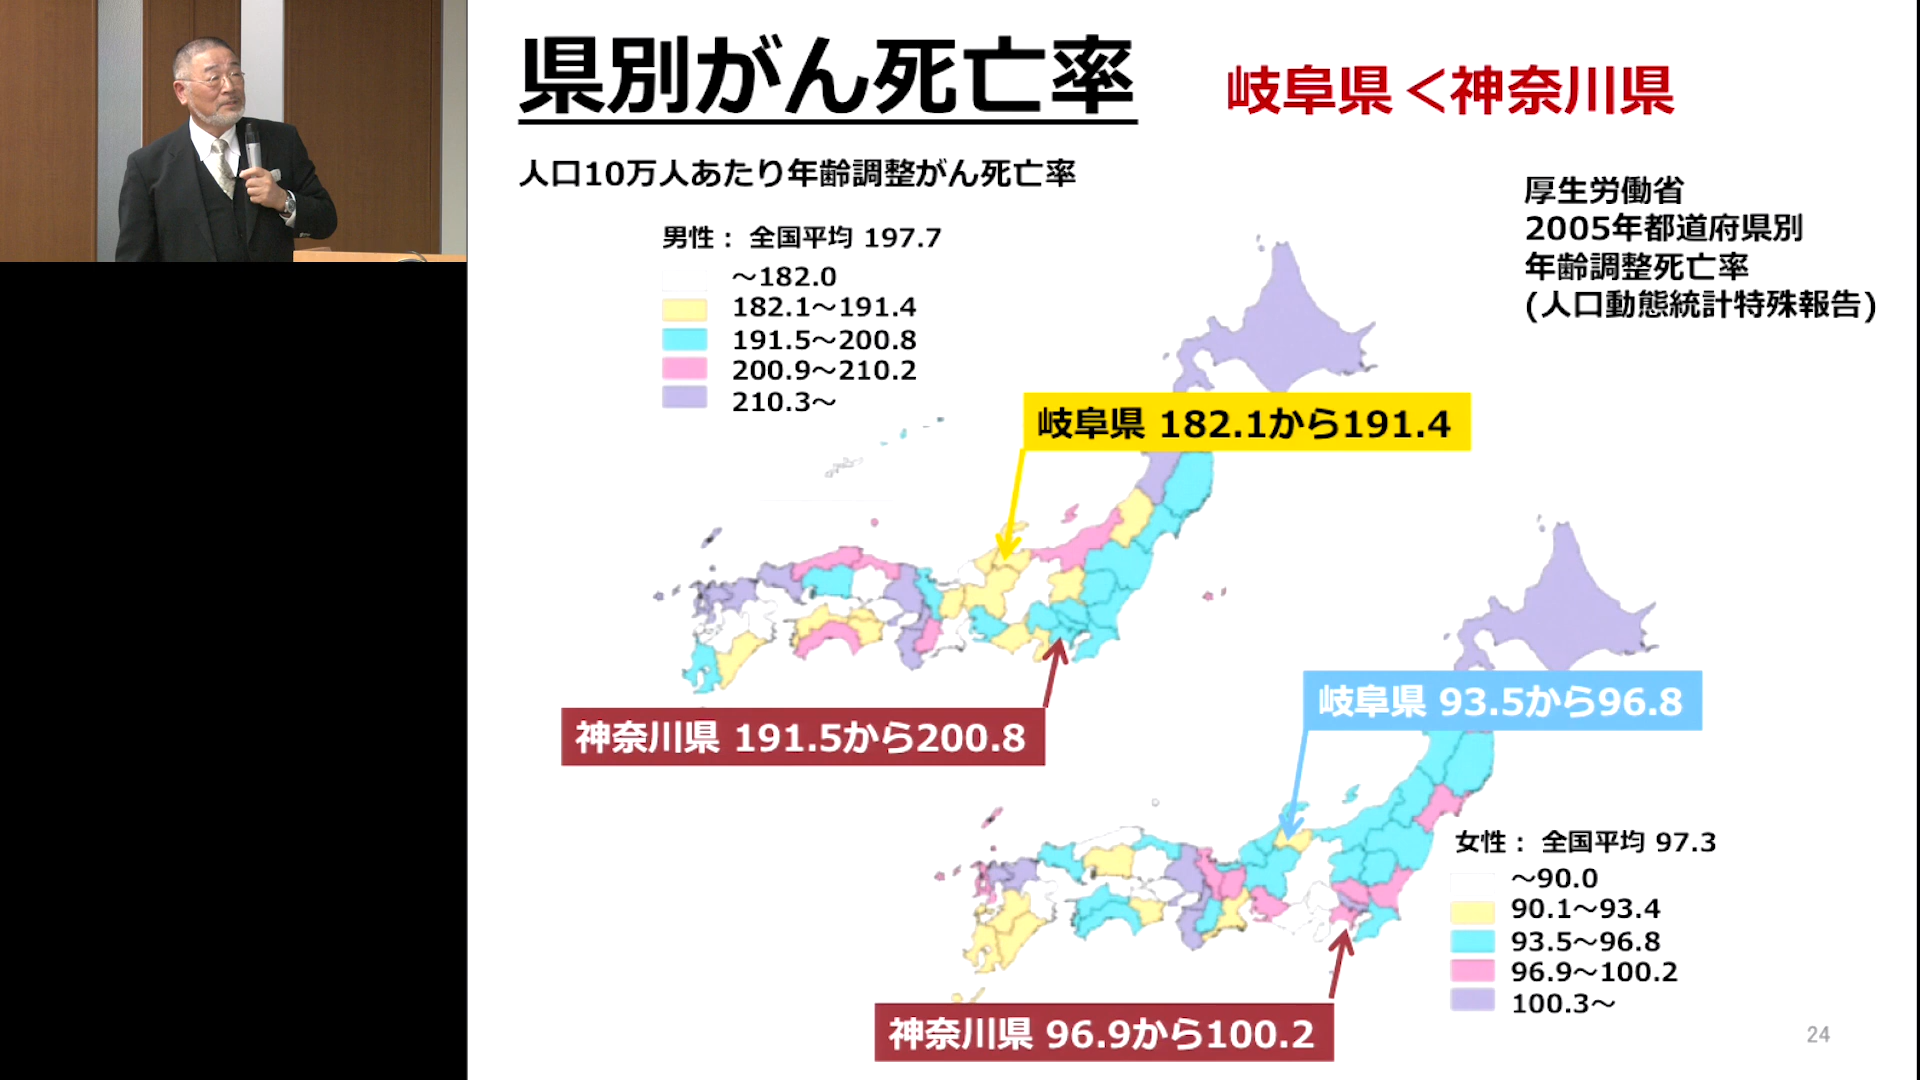 県別がん死亡率
岐阜県＜神奈川県
人口10万人あたり年齢調整がん死亡率
厚生労働省
2005年都道府県別
年齢調整死亡率
(人口動態統計特殊報告)
男性： 全国平均 197.7
～182.0
182.1～191.4
191.5～200.8
200.9～210.2
210.3～
岐阜県 182.1から191.4
神奈川県 191.5から200.8
岐阜県 93.5から96.8
女性： 全国平均 97.3
～90.0
90.1～93.4
93.5～96.8
96.9～100.2
100.3～
神奈川県 96.9から100.2
24